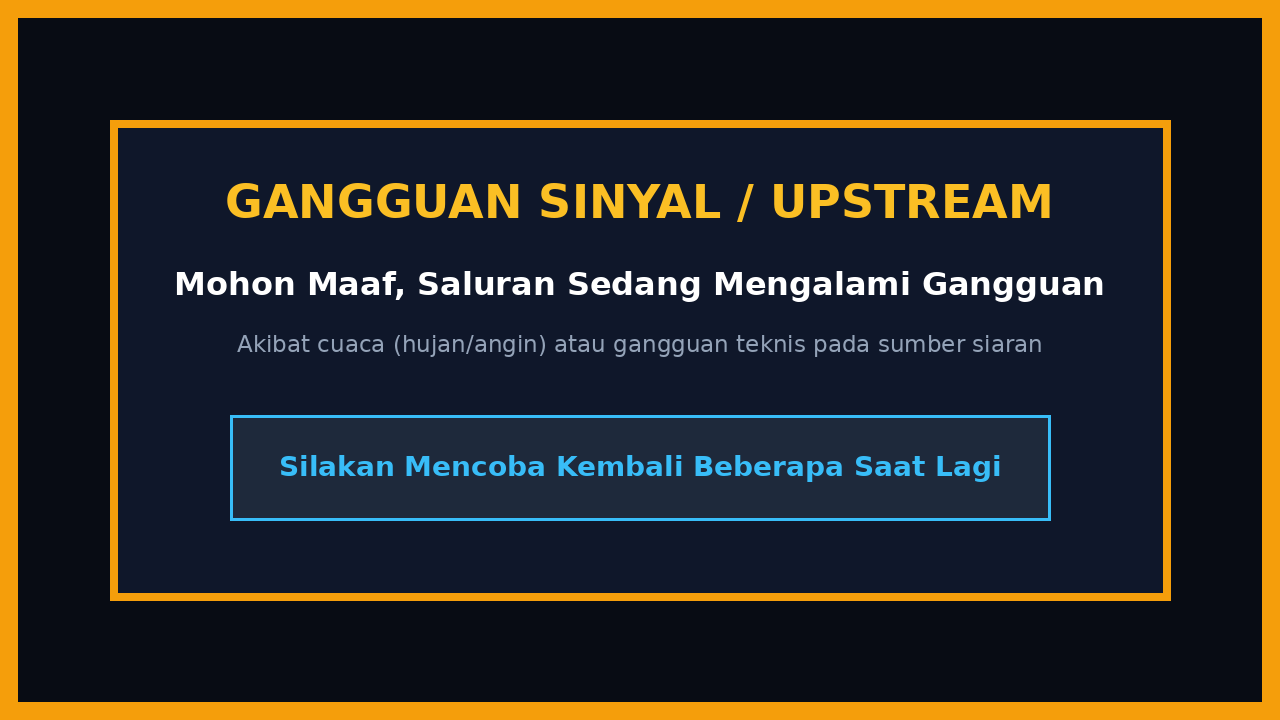 GANGGUAN SINYAL / UPSTREAM
Mohon Maaf, Saluran Sedang Mengalami Gangguan
Akibat cuaca (hujan/angin) atau gangguan teknis pada sumber siaran
Silakan Mencoba Kembali Beberapa Saat Lagi